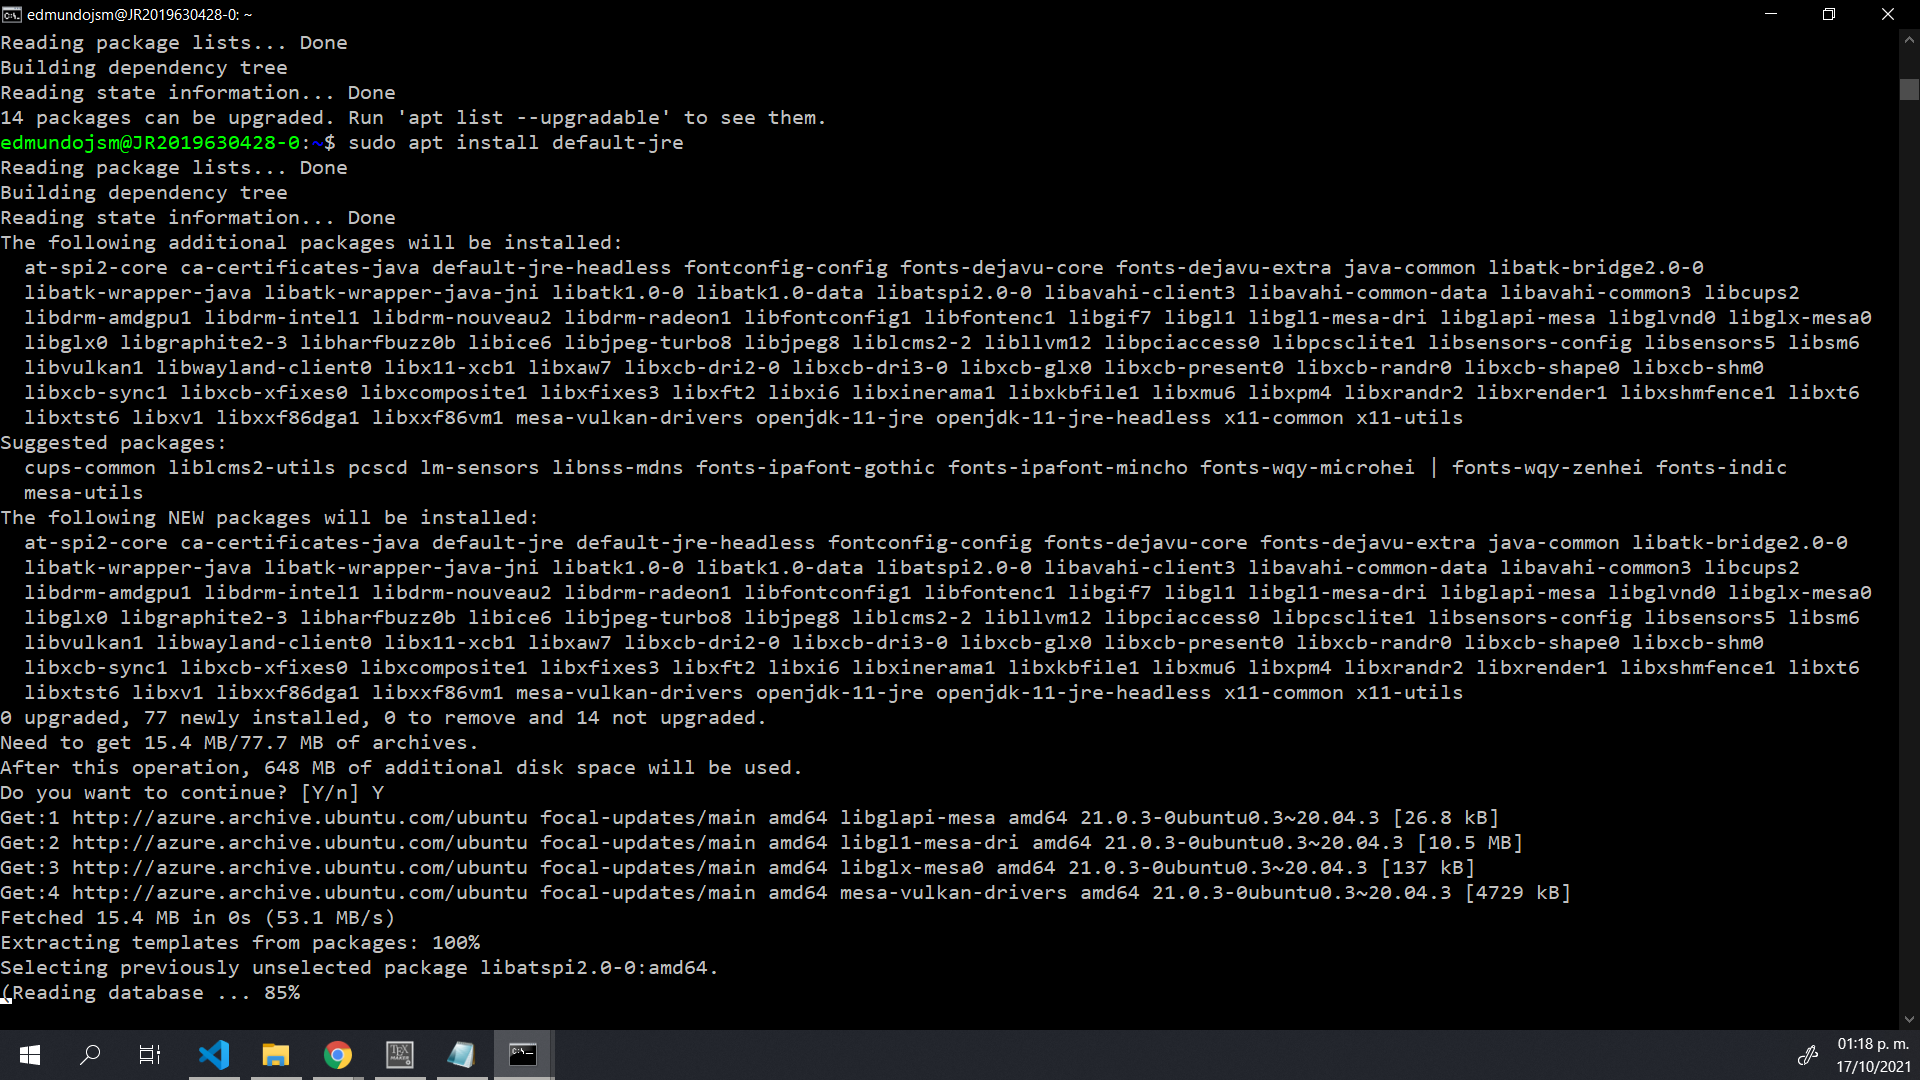 edmundojsm@JR2019630428-0: ~
Reading package lists... Done
Building dependency tree
Reading state information... Done
14 packages can be upgraded. Run 'apt list --upgradable' to see them.
edmundojsm@JR2019630428-0:~$ sudo apt install default-jre
Reading package lists... Done
Building dependency tree
Reading state information... Done
The following additional packages will be installed:
  at-spi2-core ca-certificates-java default-jre-headless fontconfig-config fonts-dejavu-core fonts-dejavu-extra java-common libatk-bridge2.0-0
  libatk-wrapper-java libatk-wrapper-java-jni libatk1.0-0 libatk1.0-data libatspi2.0-0 libavahi-client3 libavahi-common-data libavahi-common3 libcups2
  libdrm-amdgpu1 libdrm-intel1 libdrm-nouveau2 libdrm-radeon1 libfontconfig1 libfontenc1 libgif7 libgl1 libgl1-mesa-dri libglapi-mesa libglvnd0 libglx-mesa0
  libglx0 libgraphite2-3 libharfbuzz0b libice6 libjpeg-turbo8 libjpeg8 liblcms2-2 libllvm12 libpciaccess0 libpcsclite1 libsensors-config libsensors5 libsm6
  libvulkan1 libwayland-client0 libx11-xcb1 libxaw7 libxcb-dri2-0 libxcb-dri3-0 libxcb-glx0 libxcb-present0 libxcb-randr0 libxcb-shape0 libxcb-shm0
  libxcb-sync1 libxcb-xfixes0 libxcomposite1 libxfixes3 libxft2 libxi6 libxinerama1 libxkbfile1 libxmu6 libxpm4 libxrandr2 libxrender1 libxshmfence1 libxt6
  libxtst6 libxv1 libxxf86dga1 libxxf86vm1 mesa-vulkan-drivers openjdk-11-jre openjdk-11-jre-headless x11-common x11-utils
Suggested packages:
  cups-common liblcms2-utils pcscd lm-sensors libnss-mdns fonts-ipafont-gothic fonts-ipafont-mincho fonts-wqy-microhei | fonts-wqy-zenhei fonts-indic
  mesa-utils
The following NEW packages will be installed:
  at-spi2-core ca-certificates-java default-jre default-jre-headless fontconfig-config fonts-dejavu-core fonts-dejavu-extra java-common libatk-bridge2.0-0
  libatk-wrapper-java libatk-wrapper-java-jni libatk1.0-0 libatk1.0-data libatspi2.0-0 libavahi-client3 libavahi-common-data libavahi-common3 libcups2
  libdrm-amdgpu1 libdrm-intel1 libdrm-nouveau2 libdrm-radeon1 libfontconfig1 libfontenc1 libgif7 libgl1 libgl1-mesa-dri libglapi-mesa libglvnd0 libglx-mesa0
  libglx0 libgraphite2-3 libharfbuzz0b libice6 libjpeg-turbo8 libjpeg8 liblcms2-2 libllvm12 libpciaccess0 libpcsclite1 libsensors-config libsensors5 libsm6
  libvulkan1 libwayland-client0 libx11-xcb1 libxaw7 libxcb-dri2-0 libxcb-dri3-0 libxcb-glx0 libxcb-present0 libxcb-randr0 libxcb-shape0 libxcb-shm0
  libxcb-sync1 libxcb-xfixes0 libxcomposite1 libxfixes3 libxft2 libxi6 libxinerama1 libxkbfile1 libxmu6 libxpm4 libxrandr2 libxrender1 libxshmfence1 libxt6
  libxtst6 libxv1 libxxf86dga1 libxxf86vm1 mesa-vulkan-drivers openjdk-11-jre openjdk-11-jre-headless x11-common x11-utils
0 upgraded, 77 newly installed, 0 to remove and 14 not upgraded.
Need to get 15.4 MB/77.7 MB of archives.
After this operation, 648 MB of additional disk space will be used.
Do you want to continue? [Y/n] Y
Get:1 http://azure.archive.ubuntu.com/ubuntu focal-updates/main amd64 libglapi-mesa amd64 21.0.3-0ubuntu0.3~20.04.3 [26.8 kB]
Get:2 http://azure.archive.ubuntu.com/ubuntu focal-updates/main amd64 libgl1-mesa-dri amd64 21.0.3-0ubuntu0.3~20.04.3 [10.5 MB]
Get:3 http://azure.archive.ubuntu.com/ubuntu focal-updates/main amd64 libglx-mesa0 amd64 21.0.3-0ubuntu0.3~20.04.3 [137 kB]
Get:4 http://azure.archive.ubuntu.com/ubuntu focal-updates/main amd64 mesa-vulkan-drivers amd64 21.0.3-0ubuntu0.3~20.04.3 [4729 kB]
Fetched 15.4 MB in 0s (53.1 MB/s)
Extracting templates from packages: 100%
Selecting previously unselected package libatspi2.0-0:amd64.
(Reading database ... 85%
TEX
MAKER
01:18 p. m.
17/10/2021